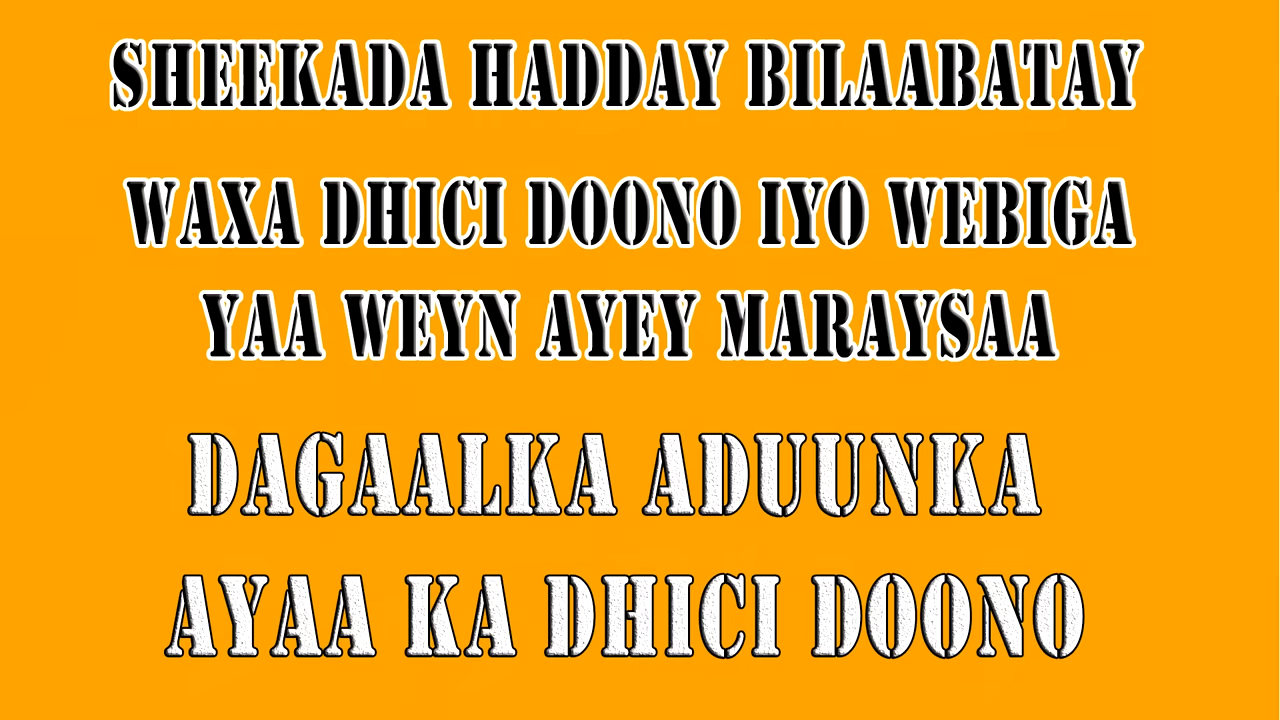 SHEEKADA HADDAY BILAABATAY
WAXA DHICI DOONO IYO WEBIGA
YAA WEYN AYEY MARAYSAA
DAGAALKA ADUUNKA
AYAA KA DHICI DOONO